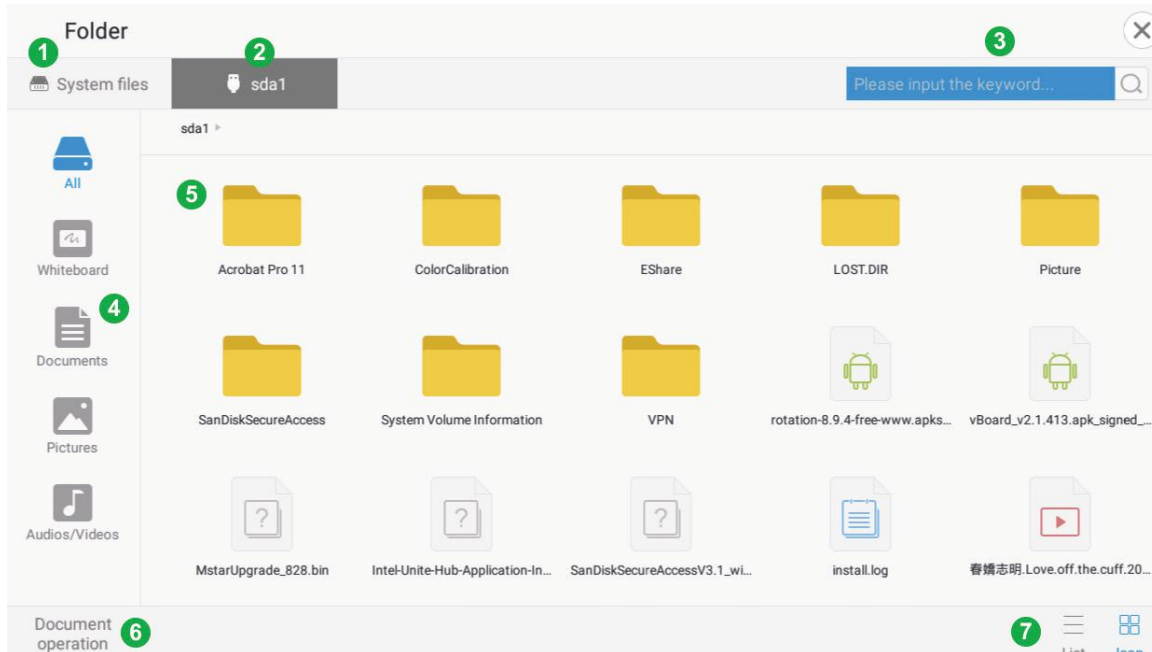 Folder
1
2
3
System files
sda1
Please input the keyword...
sda1
All
5
Acrobat Pro 11
ColorCalibration
EShare
LOST.DIR
Picture
Whiteboard
4
Documents
SanDiskSecureAccess
System Volume Information
VPN
rotation-8.9.4-free-www.apks...
vBoard_v2.1.413.apk_signed_...
Pictures
Audios/Videos
?
?
?
MstarUpgrade_828.bin
Intel-Unite-Hub-Application-In...
SanDiskSecureAccessV3.1_wi...
install.log
春嬌志明.Love.off.the.cuff.20...
Document
operation
6
7
List
Icon